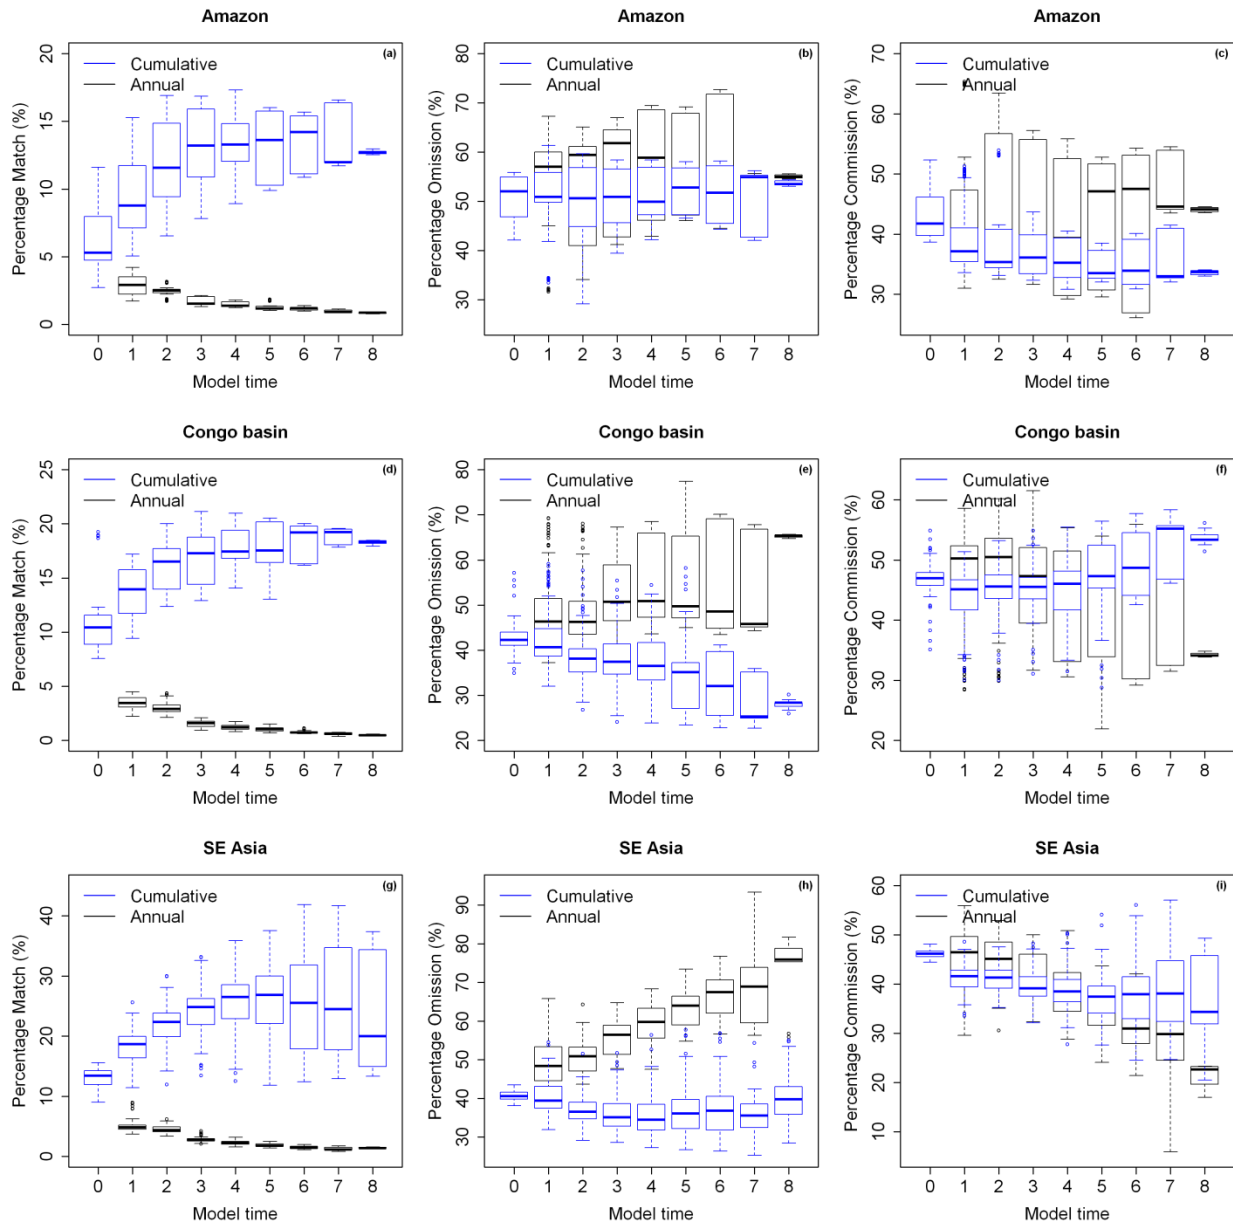 Amazon
(a)
Cumulative
Annual
Percentage Match (%)
20
15
10
5
0
0 1 2 3 4 5 6 7 8
Model time
Amazon
(b)
Cumulative
Annual
Percentage Omission (%)
80
70
60
50
40
30
0 1 2 3 4 5 6 7 8
Model time
Amazon
(c)
Cumulative
Annual
Percentage Commission (%)
70
60
50
40
30
0 1 2 3 4 5 6 7 8
Model time
Congo basin
(d)
Cumulative
Annual
Percentage Match (%)
25
20
15
10
5
0
0 1 2 3 4 5 6 7 8
Model time
Congo basin
(e)
Cumulative
Annual
Percentage Omission (%)
80
70
60
50
40
30
20
0 1 2 3 4 5 6 7 8
Model time
Congo basin
(f)
Cumulative
Annual
Percentage Commission (%)
60
50
40
30
20
0 1 2 3 4 5 6 7 8
Model time
SE Asia
(g)
Cumulative
Annual
Percentage Match (%)
40
30
20
10
0
0 1 2 3 4 5 6 7 8
Model time
SE Asia
(h)
Cumulative
Annual
Percentage Omission (%)
90
80
70
60
50
40
30
0 1 2 3 4 5 6 7 8
Model time
SE Asia
(i)
Cumulative
Annual
Percentage Commission (%)
60
50
40
30
20
10
0 1 2 3 4 5 6 7 8
Model time